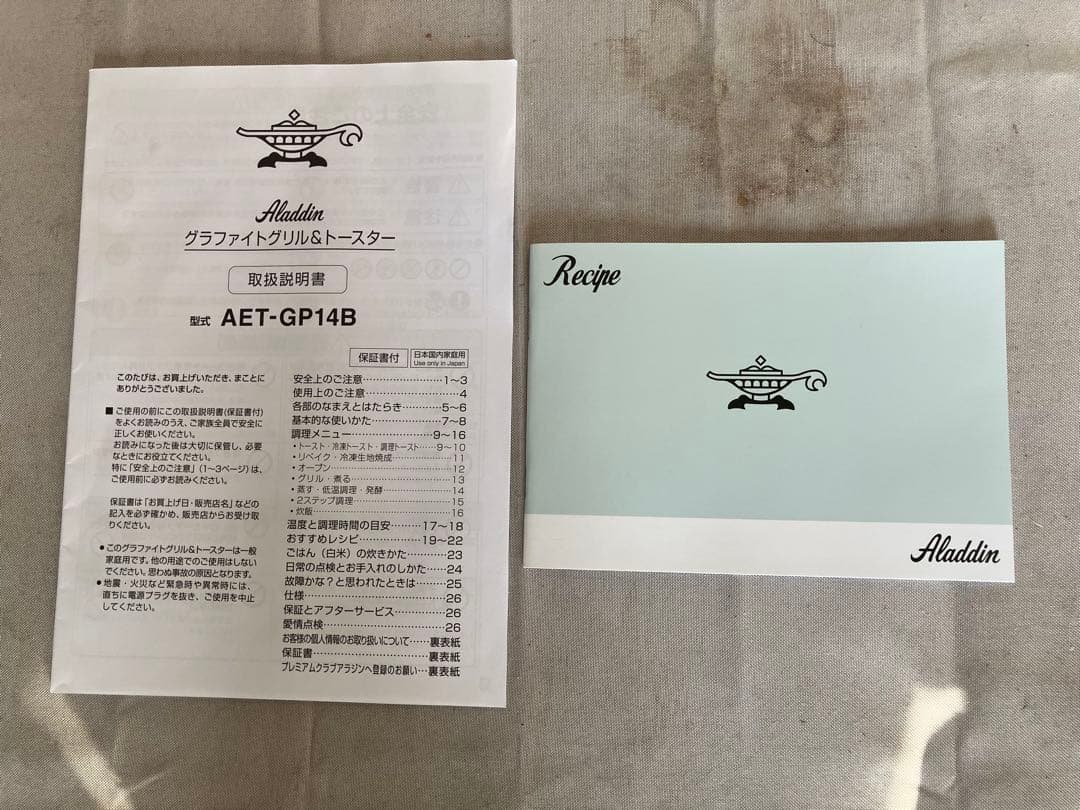 Aladdin
グラファイトグリル&トースター
取扱説明書
型式 AET-GP14B
保証書付 日本国内家庭用
Use only in Japan
このたびは、お買上げいただき、まことに
ありがとうございました。
■ご使用の前にこの取扱説明書(保証書付)
をよくお読みのうえ、ご家族全員で安全に
正しくお使いください。
お読みになった後は大切に保管し、必要
なときにお役立てください。
特に「安全上のご注意」(1〜3ページ)は、
ご使用前に必ずお読みください。
保証書は「お買上げ日・販売店名」などの
記入を必ず確かめ、販売店からお受け取
りください。
●このグラファイトグリル&トースターは一般
家庭用です。他の用途でのご使用はしない
でください。思わぬ事故の原因となります。
●地震・火災など緊急時や異常時には、
直ちに電源プラグを抜き、ご使用を中止
してください。
安全上のご注意…………………1〜3
使用上のご注意…………………4
各部のなまえとはたらき………5〜6
基本的な使いかた………………7〜8
調理メニュー……………………9〜16
・トースト・冷凍トースト・調理トースト……9〜10
・リベイク・冷凍生地焼成………………11
・オーブン………………………………12
・グリル・煮る…………………………13
・蒸す・低温調理・発酵………………14
・2ステップ調理………………………15
・炊飯……………………………………16
温度と調理時間の目安………17〜18
おすすめレシピ………………19〜22
ごはん(白米)の炊きかた…………23
日常の点検とお手入れのしかた……24
故障かな?と思われたときは………25
仕様……………………………………26
保証とアフターサービス……………26
愛情点検………………………………26
お客様の個人情報のお取り扱いについて……裏表紙
保証書…………………………………裏表紙
プレミアムクラブアラジンへ登録のお願い…裏表紙
Recipe
Aladdin